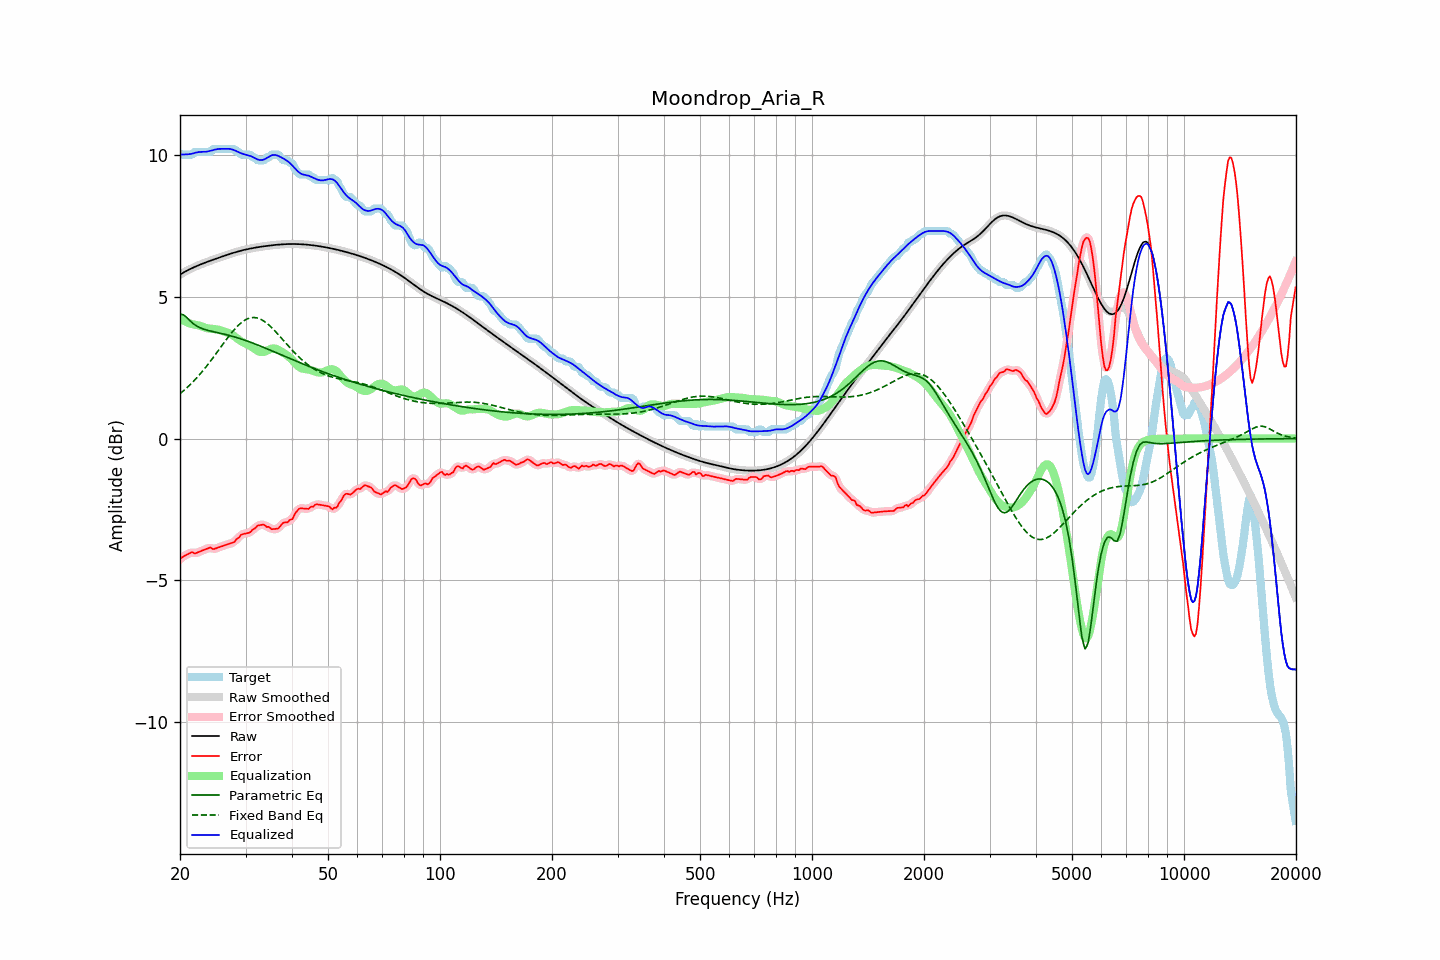 Moondrop_Aria_R
Amplitude (dBr)
10
5
0
−5
−10
Target
Raw Smoothed
Error Smoothed
Raw
Error
Equalization
Parametric Eq
Fixed Band Eq
Equalized
20 50 100 200 500 1000 2000 5000 10000 20000
Frequency (Hz)